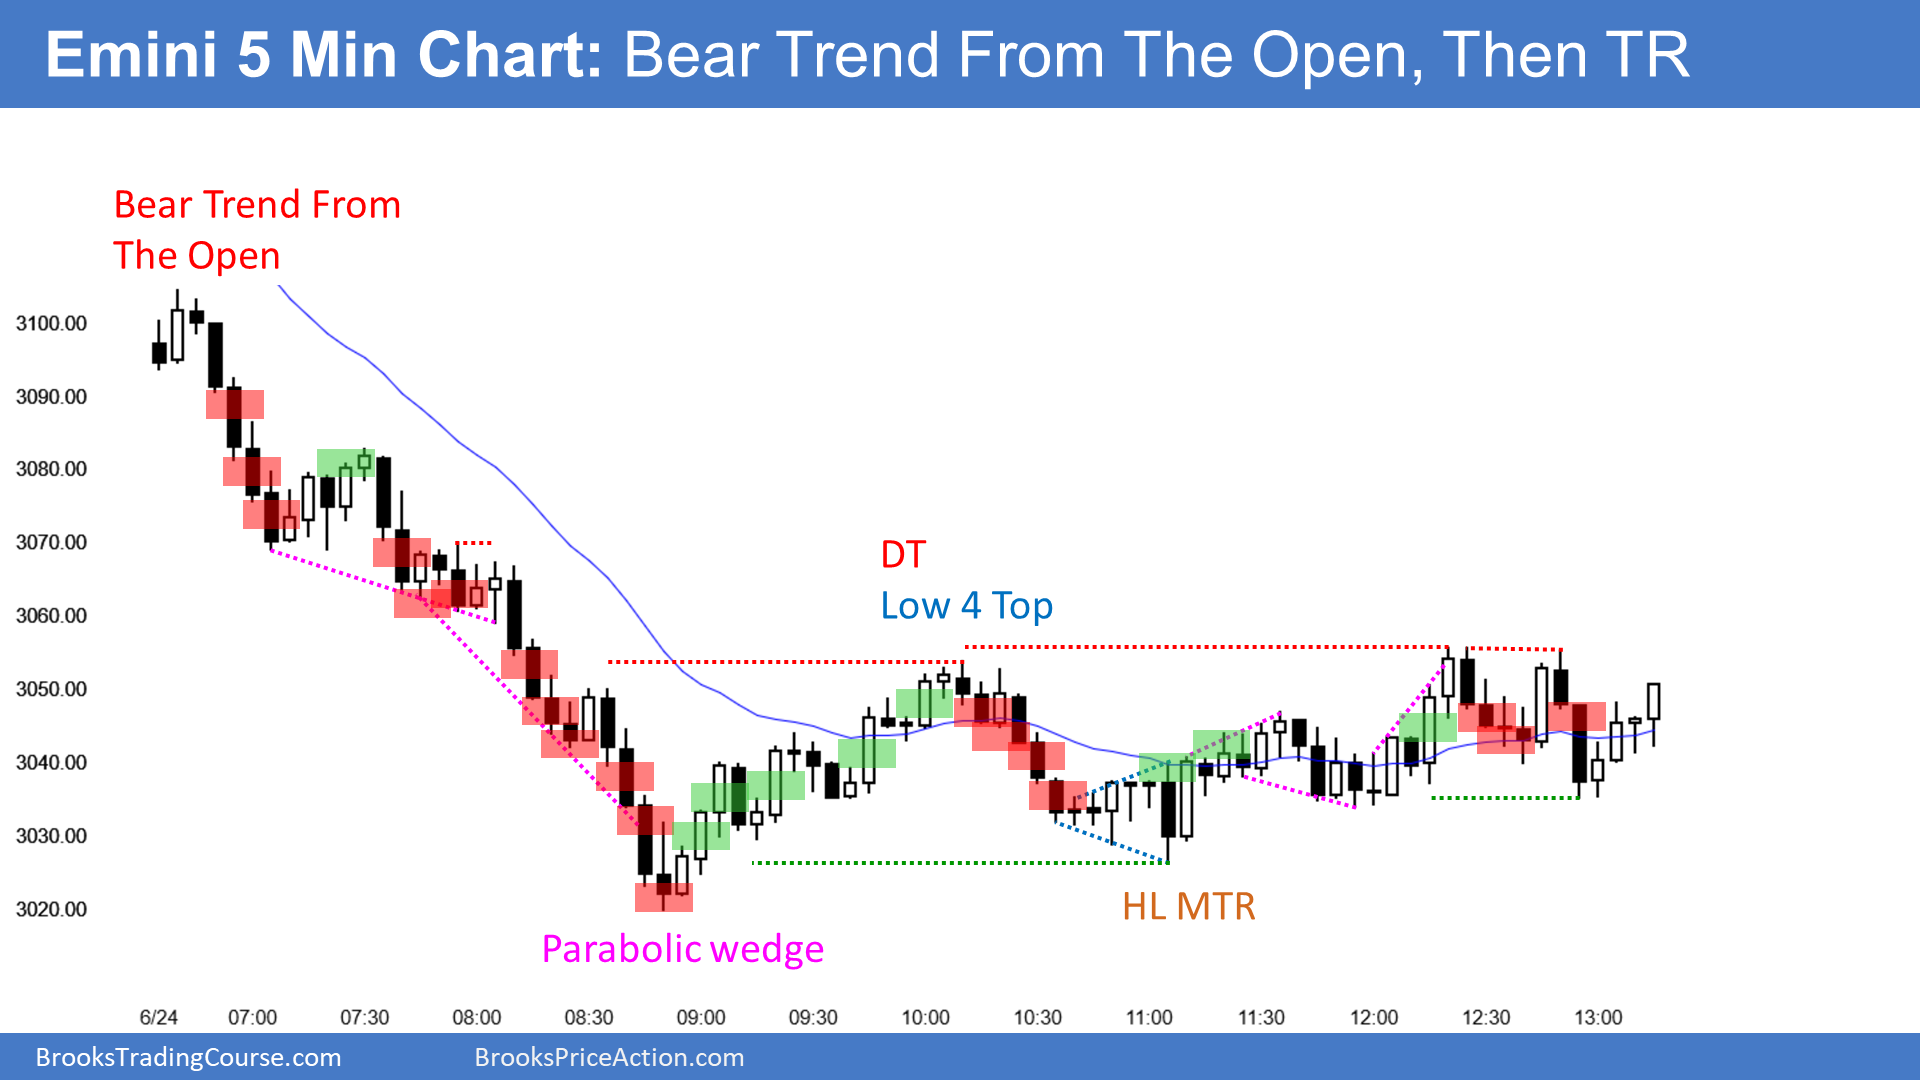 Emini 5 Min Chart: Bear Trend From The Open, Then TR
Bear Trend From
The Open
3100.00
3090.00
3080.00
3070.00
3060.00
3050.00
3040.00
3030.00
3020.00
DT
Low 4 Top
HL MTR
Parabolic wedge
6/24 07:00 07:30 08:00 08:30 09:00 09:30 10:00 10:30 11:00 11:30 12:00 12:30 13:00
BrooksTradingCourse.com BrooksPriceAction.com